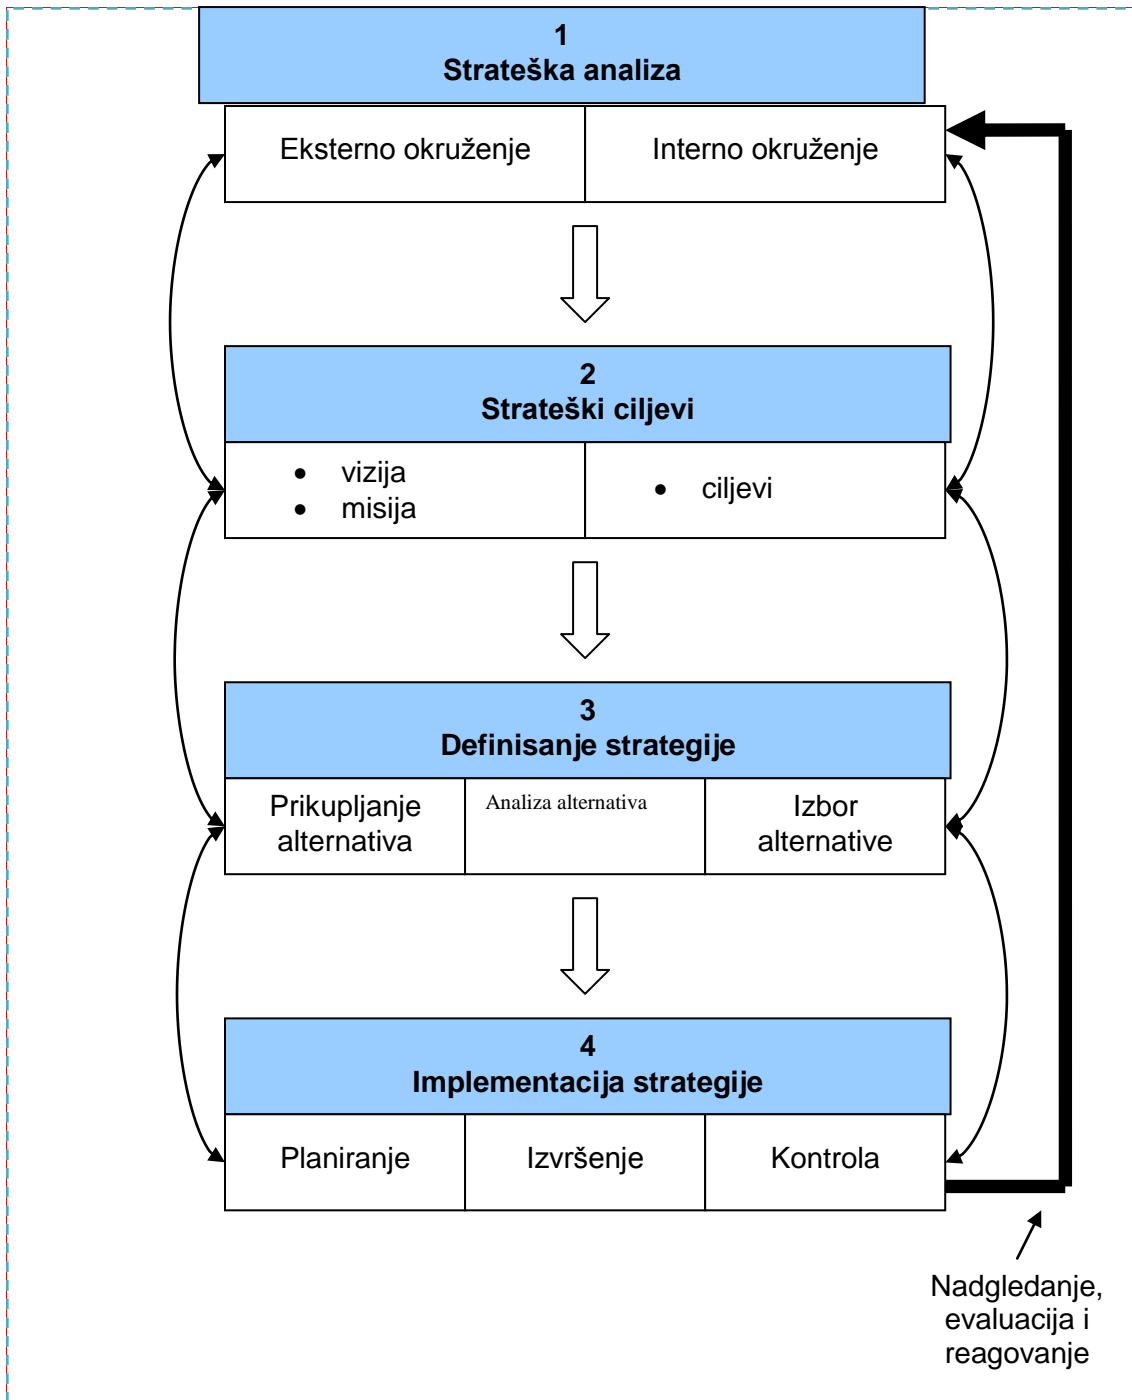 1
Strateška analiza
Eksterno okruženje
Interno okruženje
2
Strateški ciljevi
• vizija
• misija
• ciljevi
3
Definisanje strategije
Prikupljanje
alternativa
Analiza alternativa
Izbor
alternative
4
Implementacija strategije
Planiranje
Izvršenje
Kontrola
Nadgledanje,
evaluacija i
reagovanje